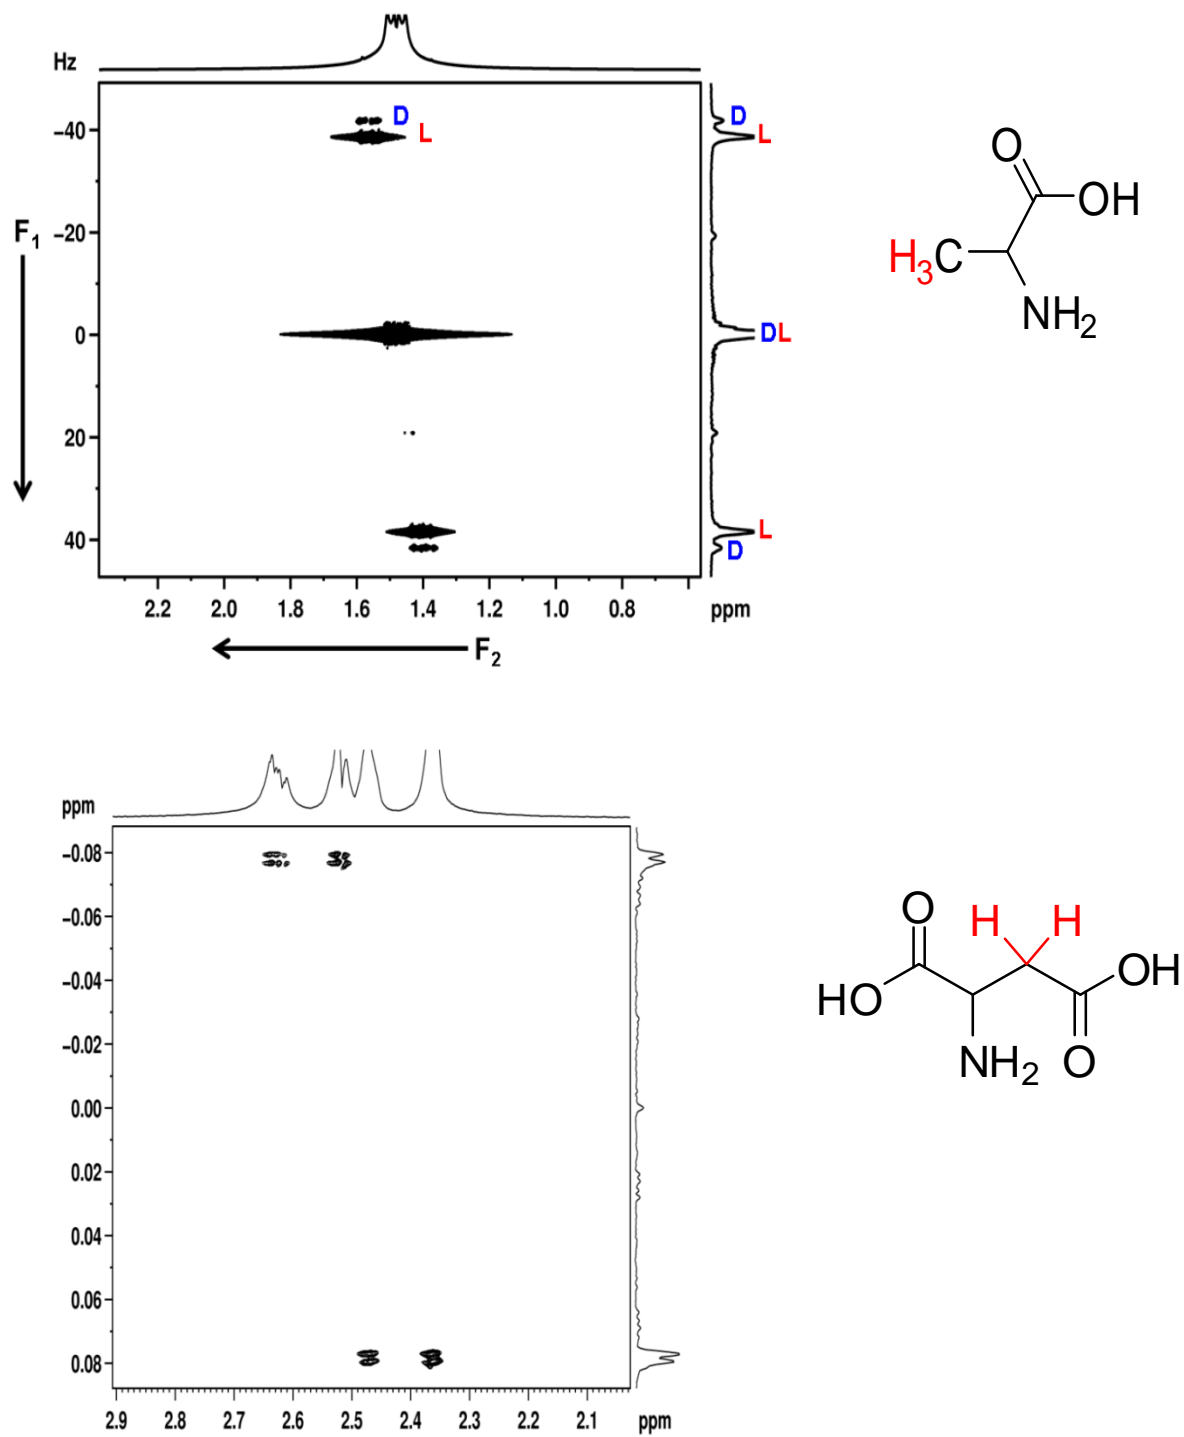 Hz
D
L
D
L
−40
F1
−20
0
DL
20
40
L
D
2.2 2.0 1.8 1.6 1.4 1.2 1.0 0.8 ppm
F2
O
OH
H3C
NH2
ppm
−0.08
−0.06
−0.04
−0.02
0.00
0.02
0.04
0.06
0.08
2.9 2.8 2.7 2.6 2.5 2.4 2.3 2.2 2.1 ppm
O
H H
HO
OH
NH2
O